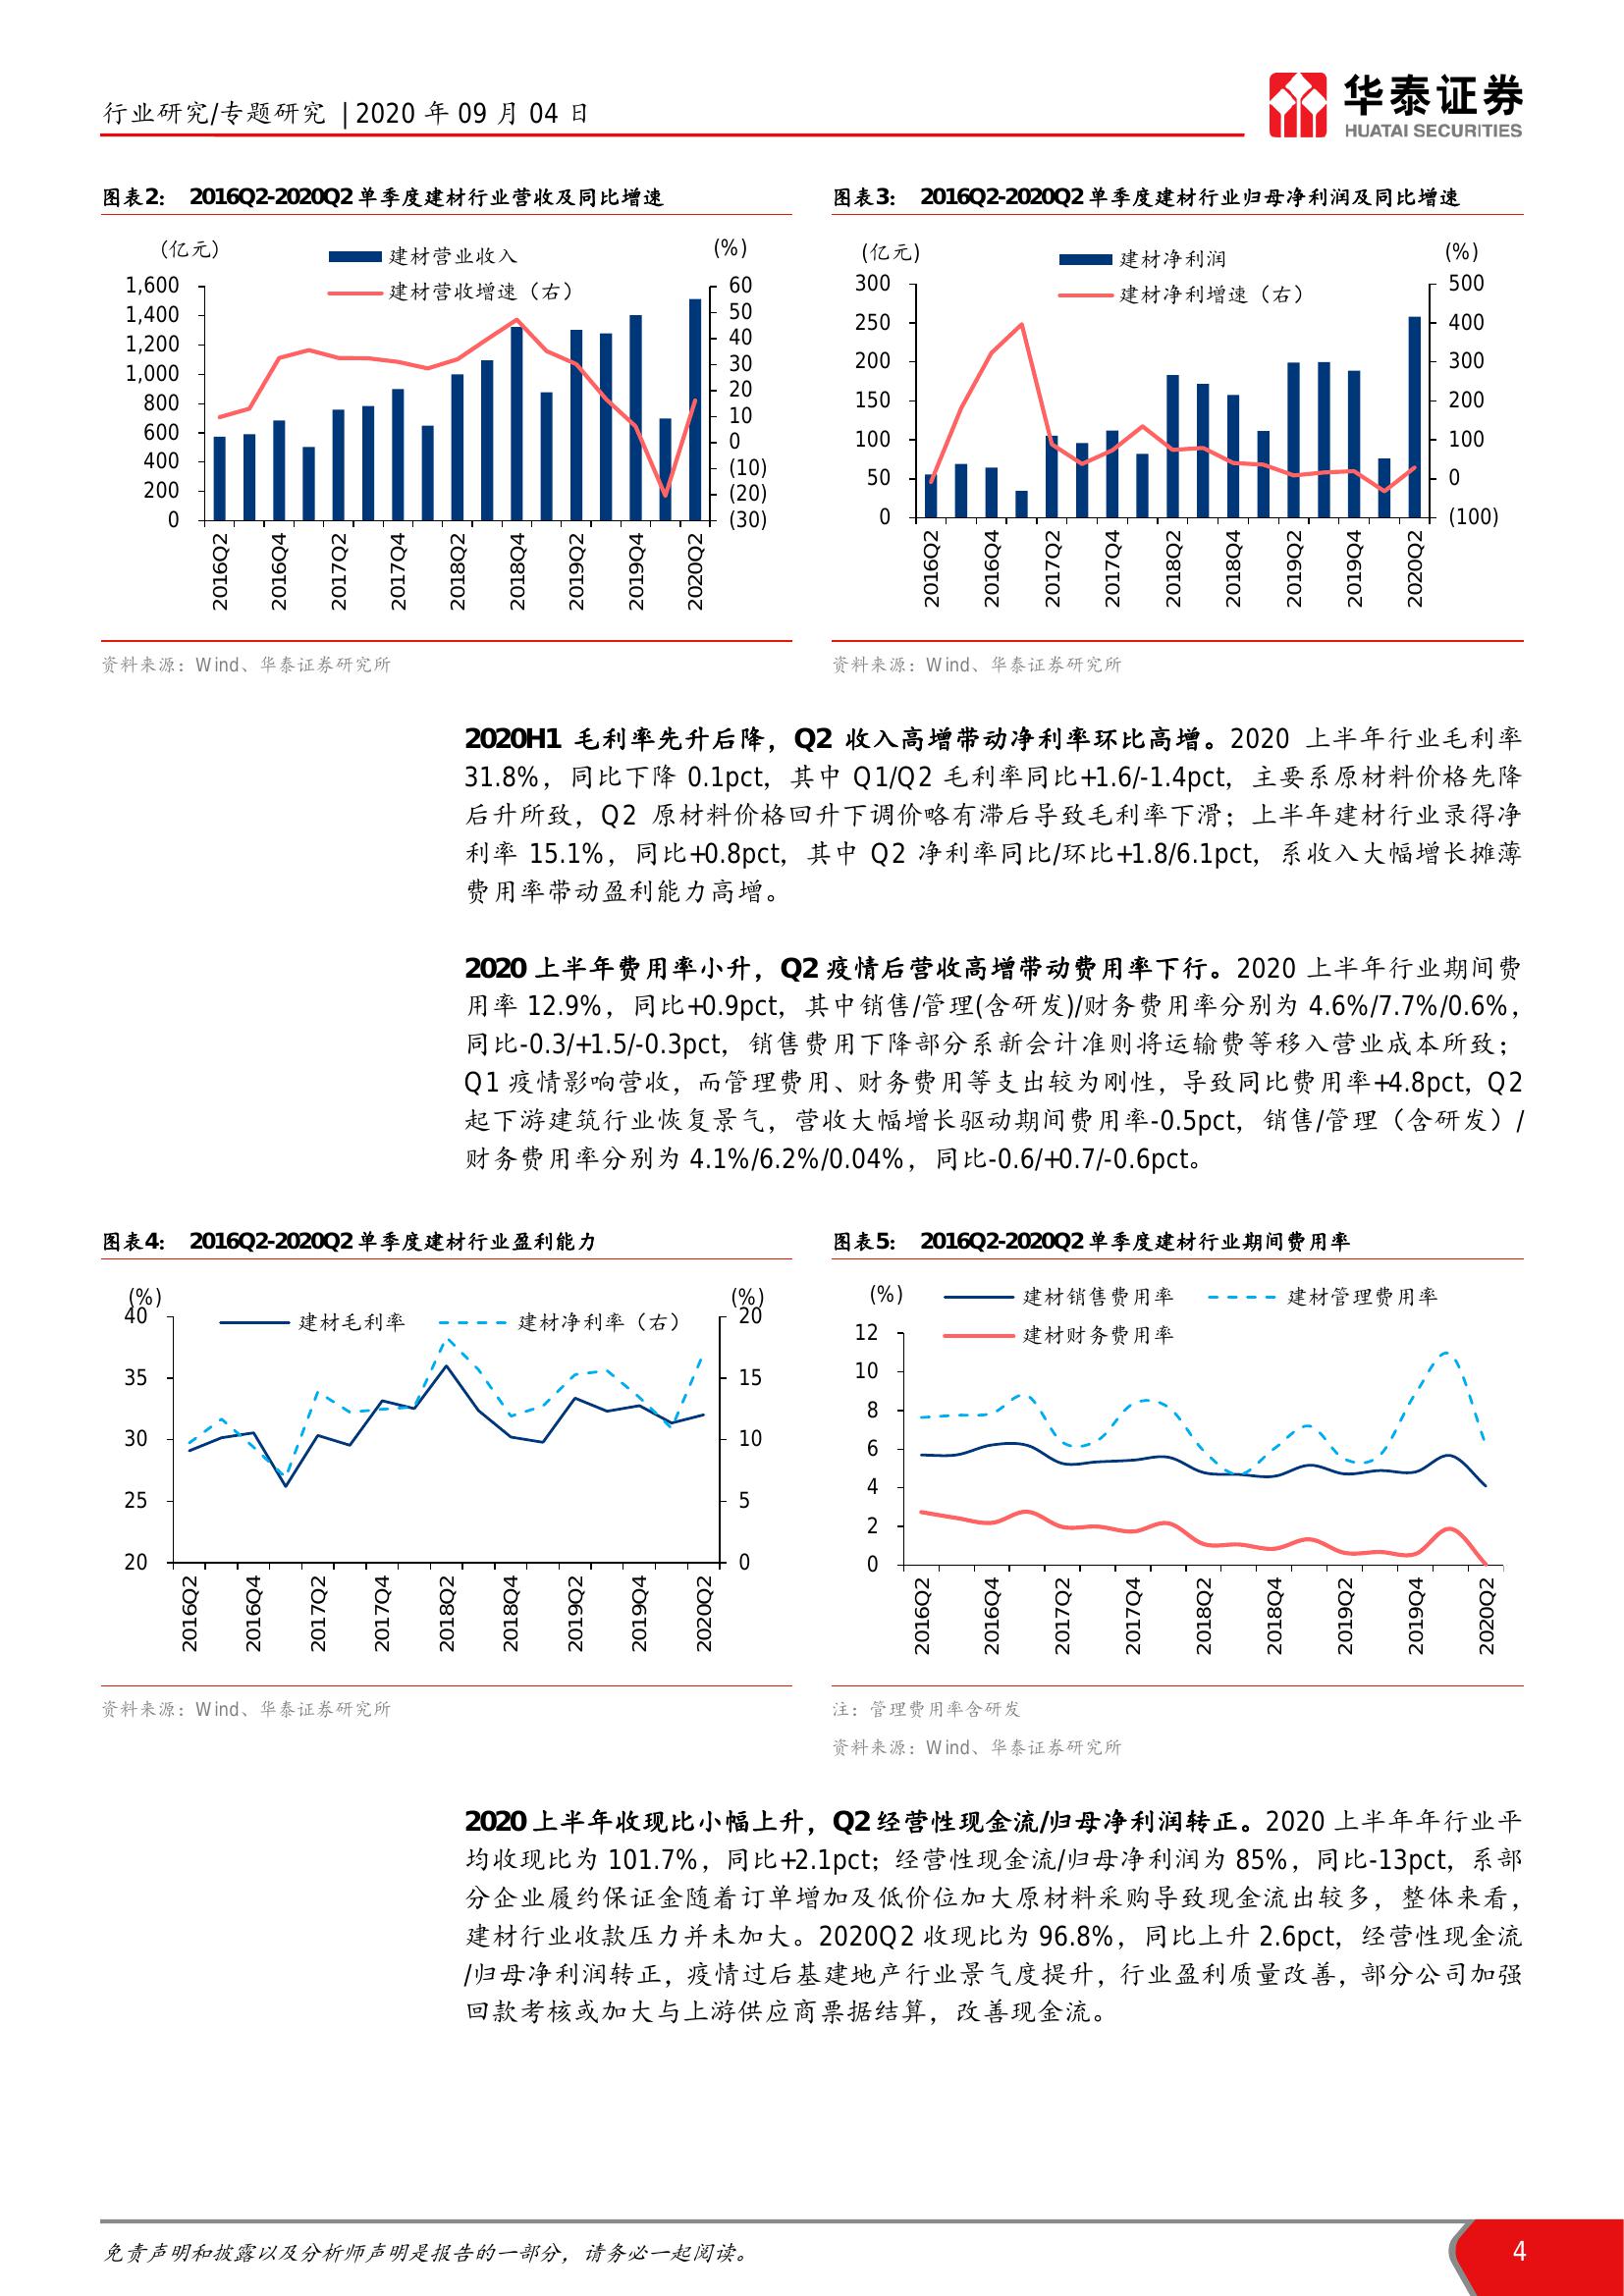 行业研究/专题研究 | 2020 年 09 月 04 日
华泰证券
HUATAI SECURITIES
图表2： 2016Q2-2020Q2 单季度建材行业营收及同比增速
(亿元)
(%)
建材营业收入
建材营收增速（右）
1,600
1,400
1,200
1,000
800
600
400
200
0
60
50
40
30
20
10
0
(10)
(20)
(30)
2016Q2
2016Q4
2017Q2
2017Q4
2018Q2
2018Q4
2019Q2
2019Q4
2020Q2
资料来源：Wind、华泰证券研究所
图表3： 2016Q2-2020Q2 单季度建材行业归母净利润及同比增速
(亿元)
(%)
建材净利润
建材净利增速（右）
300
250
200
150
100
50
0
500
400
300
200
100
0
(100)
2016Q2
2016Q4
2017Q2
2017Q4
2018Q2
2018Q4
2019Q2
2019Q4
2020Q2
资料来源：Wind、华泰证券研究所
2020H1 毛利率先升后降，Q2 收入高增带动净利率环比高增。2020 上半年行业毛利率
31.8%，同比下降 0.1pct，其中 Q1/Q2 毛利率同比+1.6/-1.4pct，主要系原材料价格先降
后升所致，Q2 原材料价格回升下调价略有滞后导致毛利率下滑；上半年建材行业录得净
利率 15.1%，同比+0.8pct，其中 Q2 净利率同比/环比+1.8/6.1pct，系收入大幅增长摊薄
费用率带动盈利能力高增。
2020 上半年费用率小升，Q2 疫情后营收高增带动费用率下行。2020 上半年行业期间费
用率 12.9%，同比+0.9pct，其中销售/管理(含研发)/财务费用率分别为 4.6%/7.7%/0.6%，
同比-0.3/+1.5/-0.3pct，销售费用下降部分系新会计准则将运输费等移入营业成本所致；
Q1 疫情影响营收，而管理费用、财务费用等支出较为刚性，导致同比费用率+4.8pct，Q2
起下游建筑行业恢复景气，营收大幅增长驱动期间费用率-0.5pct，销售/管理（含研发）/
财务费用率分别为 4.1%/6.2%/0.04%，同比-0.6/+0.7/-0.6pct。
图表4： 2016Q2-2020Q2 单季度建材行业盈利能力
(%)
(%)
建材毛利率
建材净利率（右）
40
35
30
25
20
20
15
10
5
0
2016Q2
2016Q4
2017Q2
2017Q4
2018Q2
2018Q4
2019Q2
2019Q4
2020Q2
资料来源：Wind、华泰证券研究所
图表5： 2016Q2-2020Q2 单季度建材行业期间费用率
(%)
建材销售费用率
建材管理费用率
建材财务费用率
12
10
8
6
4
2
0
2016Q2
2016Q4
2017Q2
2017Q4
2018Q2
2018Q4
2019Q2
2019Q4
2020Q2
注：管理费用率含研发
资料来源：Wind、华泰证券研究所
2020 上半年收现比小幅上升，Q2 经营性现金流/归母净利润转正。2020 上半年年行业平
均收现比为 101.7%，同比+2.1pct；经营性现金流/归母净利润为 85%，同比-13pct，系部
分企业履约保证金随着订单增加及低价位加大原材料采购导致现金流出较多，整体来看，
建材行业收款压力并未加大。2020Q2 收现比为 96.8%，同比上升 2.6pct，经营性现金流
/归母净利润转正，疫情过后基建地产行业景气度提升，行业盈利质量改善，部分公司加强
回款考核或加大与上游供应商票据结算，改善现金流。
免责声明和披露以及分析师声明是报告的一部分，请务必一起阅读。
4